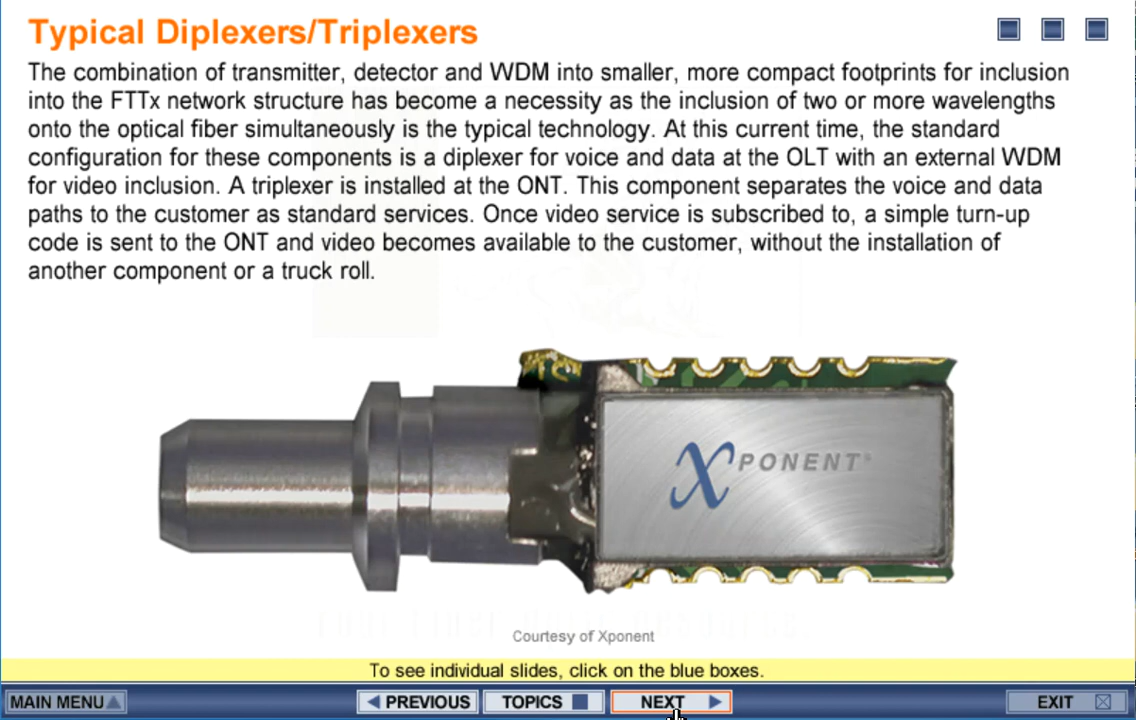 Typical Diplexers/Triplexers
The combination of transmitter, detector and WDM into smaller, more compact footprints for inclusion
into the FTTx network structure has become a necessity as the inclusion of two or more wavelengths
onto the optical fiber simultaneously is the typical technology. At this current time, the standard
configuration for these components is a diplexer for voice and data at the OLT with an external WDM
for video inclusion. A triplexer is installed at the ONT. This component separates the voice and data
paths to the customer as standard services. Once video service is subscribed to, a simple turn-up
code is sent to the ONT and video becomes available to the customer, without the installation of
another component or a truck roll.
XPONENT
Courtesy of Xponent
To see individual slides, click on the blue boxes.
MAIN MENU PREVIOUS TOPICS NEXT EXIT